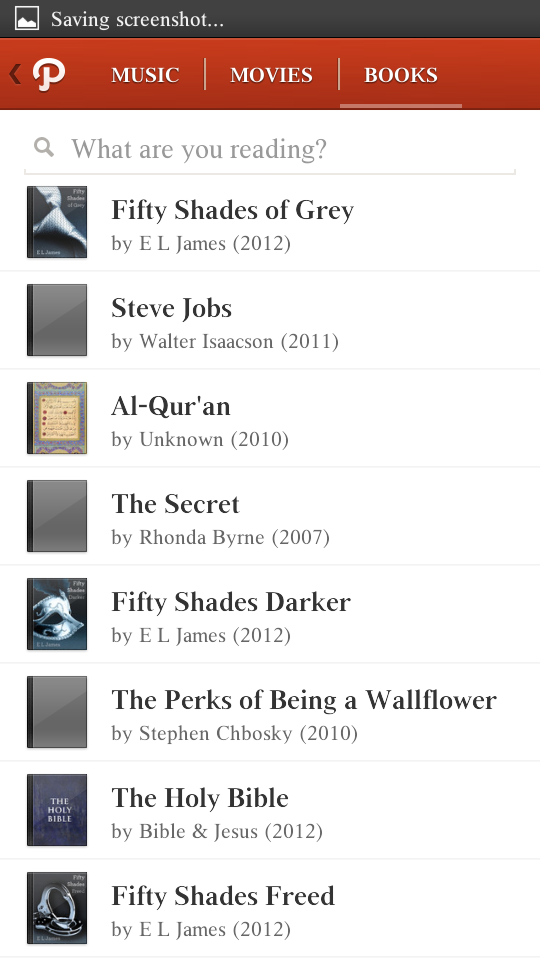 Saving screenshot...
MUSIC MOVIES BOOKS
What are you reading?
Fifty Shades of Grey
E L James
Fifty Shades of Grey
by E L James (2012)
Steve Jobs
by Walter Isaacson (2011)
Al-Qur'an
by Unknown (2010)
The Secret
by Rhonda Byrne (2007)
Fifty Shades Darker
E L James
Fifty Shades Darker
by E L James (2012)
The Perks of Being a Wallflower
by Stephen Chbosky (2010)
THE
HOLY
BIBLE
The Holy Bible
by Bible & Jesus (2012)
Fifty Shades Freed
E L James
Fifty Shades Freed
by E L James (2012)